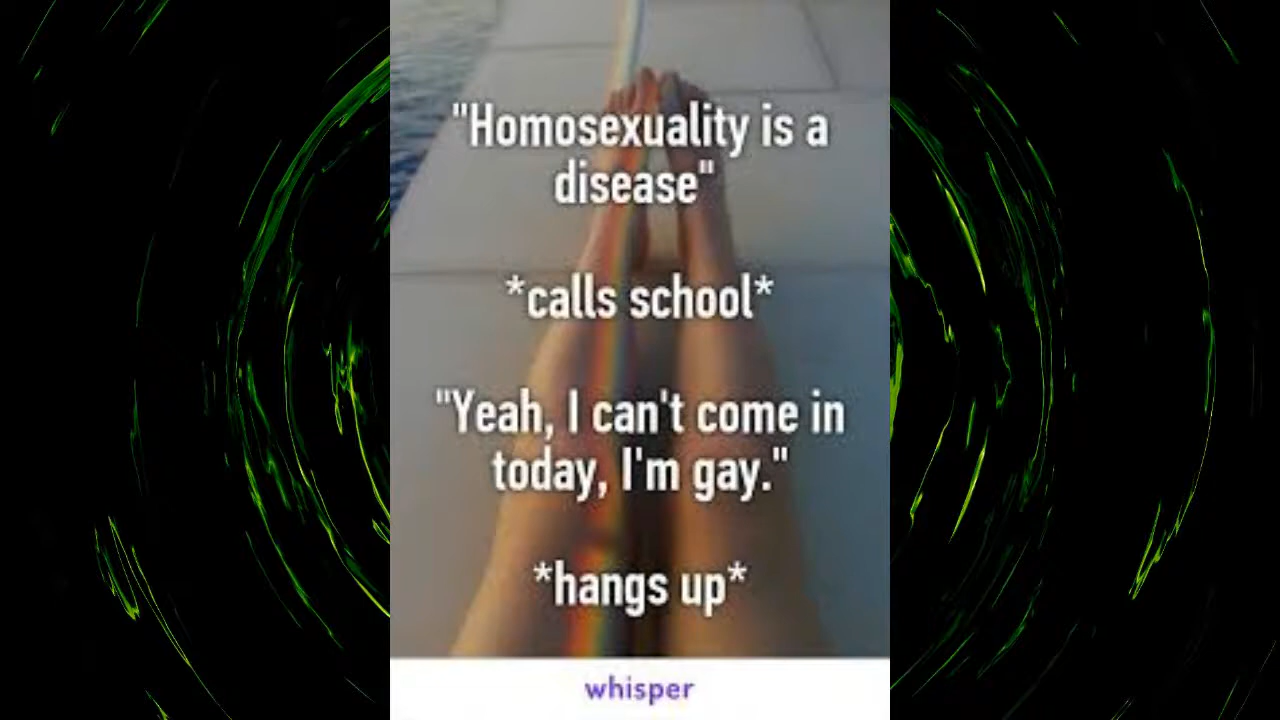 "Homosexuality is a
disease"
*calls school*
"Yeah, I can't come in
today, I'm gay."
*hangs up*
whisper